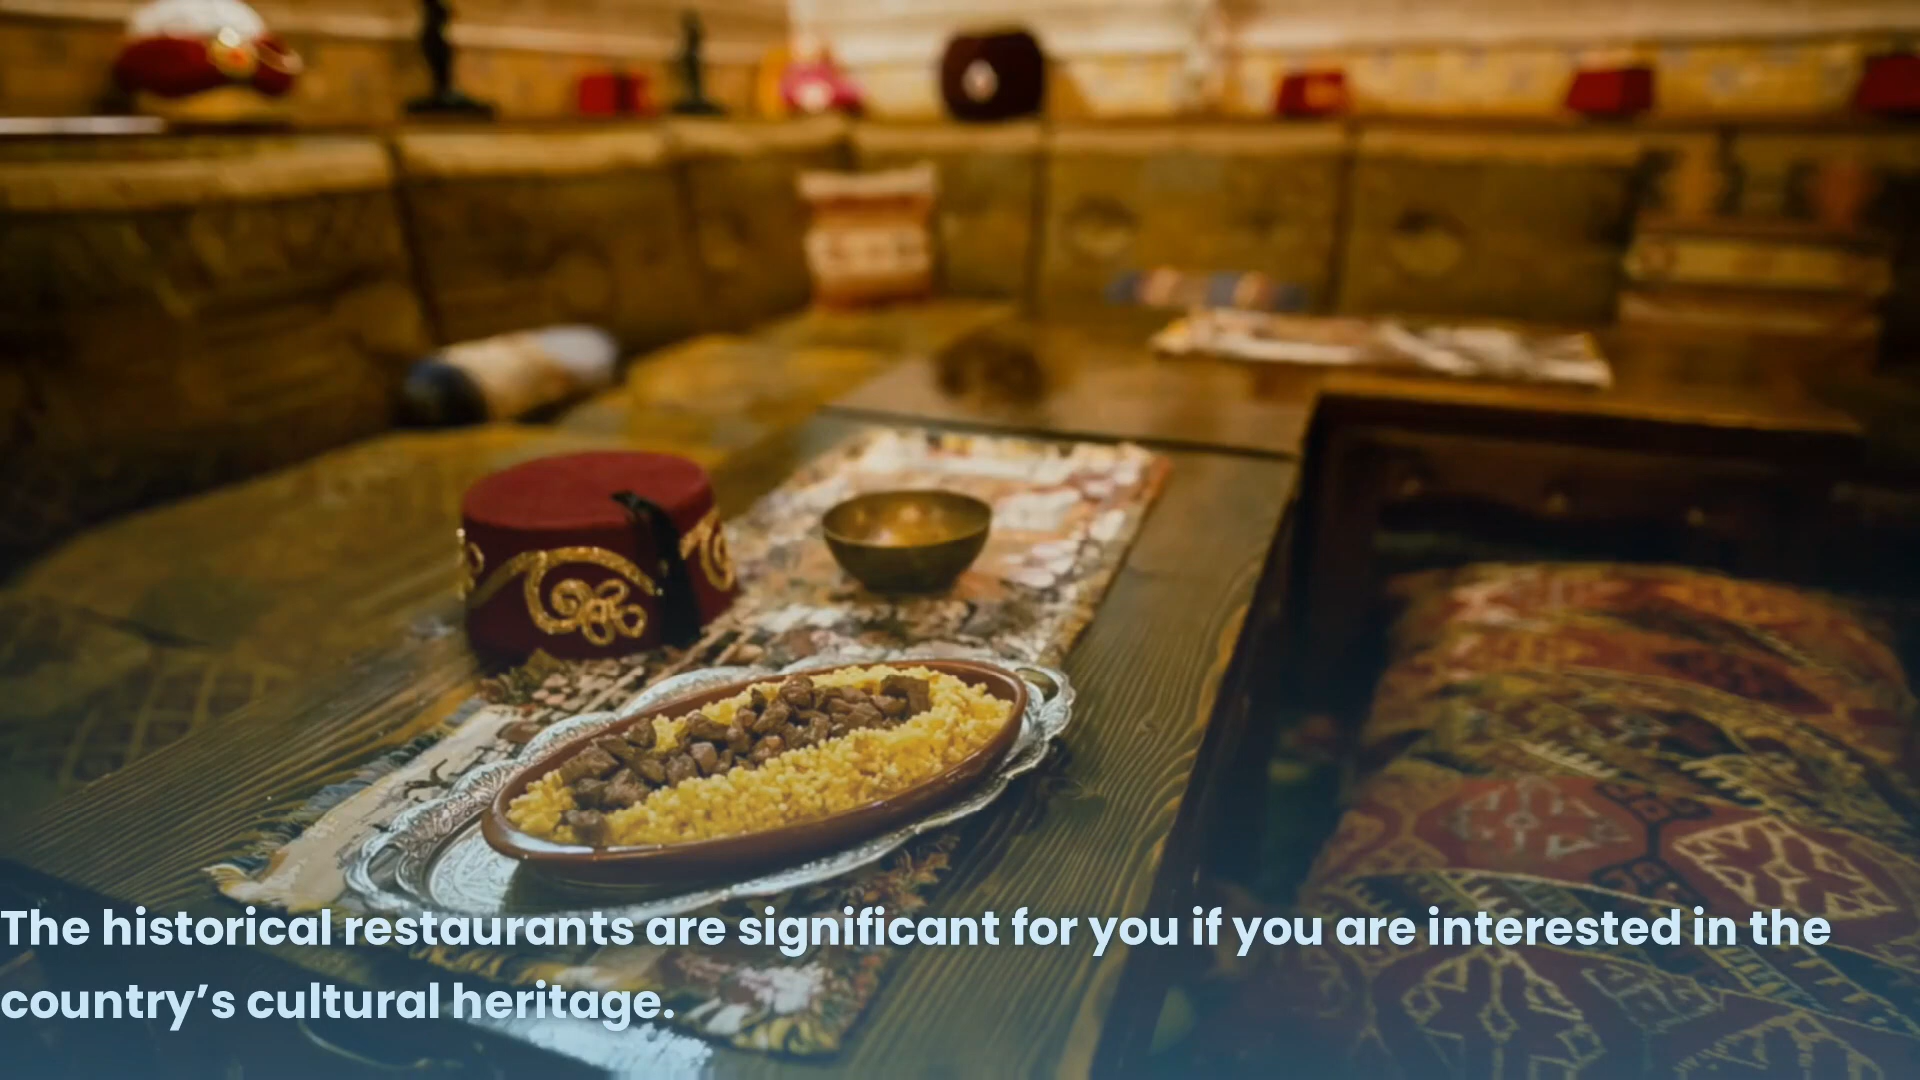 The historical restaurants are significant for you if you are interested in the
country’s cultural heritage.